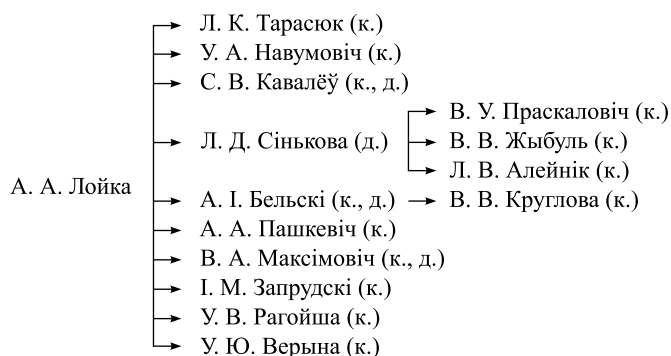 Л. К. Тарасюк (к.)
У. А. Навумовіч (к.)
С. В. Кавалёў (к., д.)
В. У. Праскаловіч (к.)
Л. Д. Сінькова (д.)
В. В. Жыбуль (к.)
Л. В. Алейнік (к.)
А. А. Лойка
А. І. Бельскі (к., д.)
В. В. Круглова (к.)
А. А. Пашкевіч (к.)
В. А. Максімовіч (к., д.)
І. М. Запрудскі (к.)
У. В. Рагойша (к.)
У. Ю. Верына (к.)